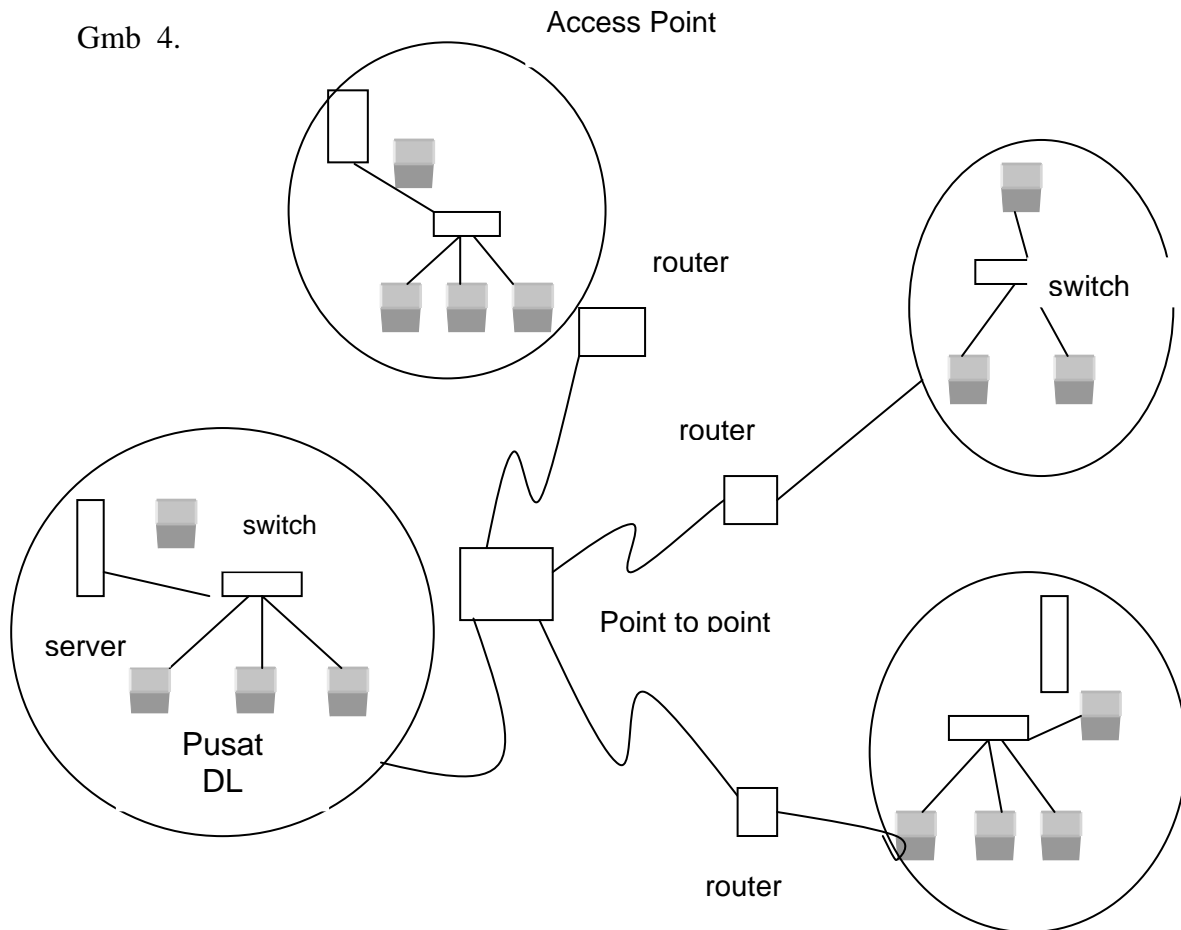 Gmb 4.
Access Point
router
switch
router
switch
server
Point to point
Pusat
DL
router